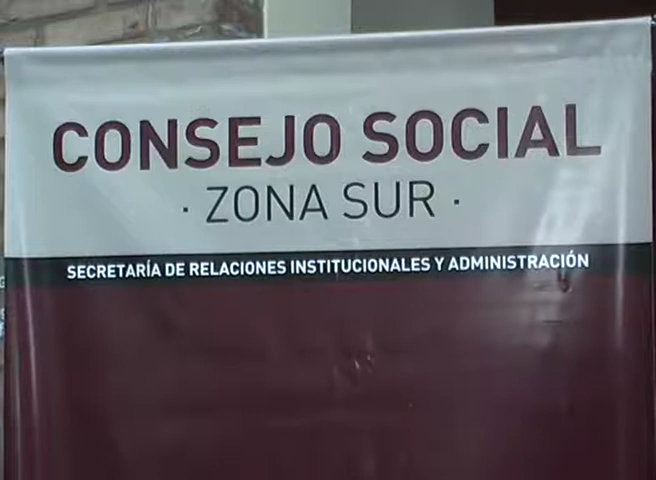 CONSEJO SOCIAL
· ZONA SUR ·
SECRETARÍA DE RELACIONES INSTITUCIONALES Y ADMINISTRACIÓN